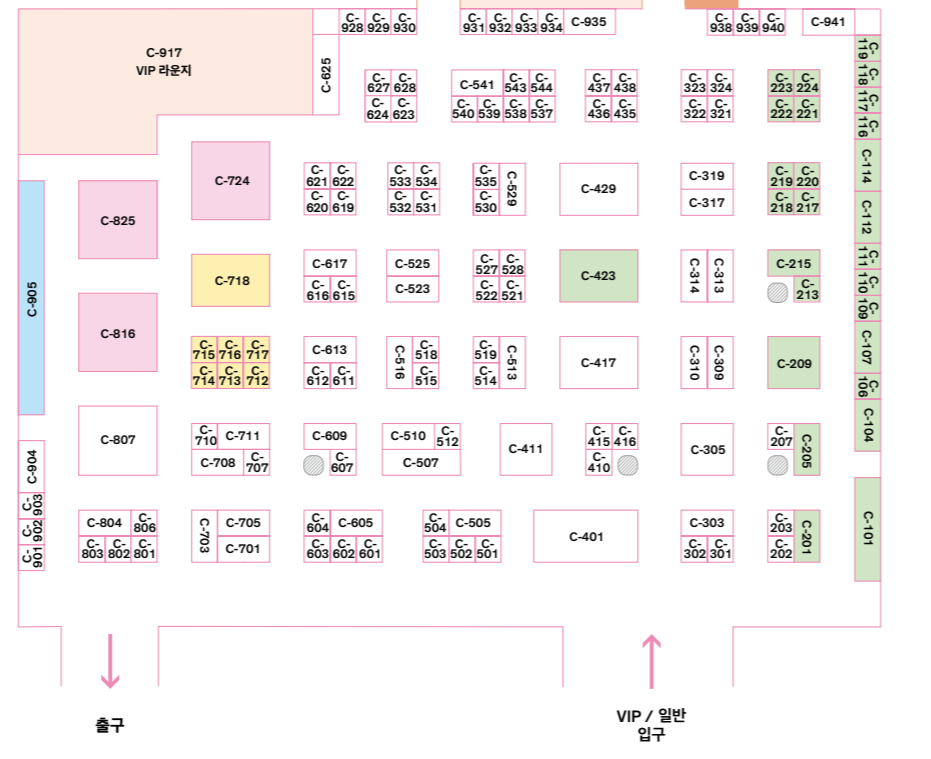 C-917
VIP 라운지
C-625
C-928 C-929 C-930
C-931 C-932 C-933 C-934 C-935
C-938 C-939 C-940 C-941
C-627 C-628
C-624 C-623
C-541 C-543 C-544
C-540 C-539 C-538 C-537
C-437 C-438
C-436 C-435
C-323 C-324
C-322 C-321
C-223 C-224
C-222 C-221
C-119
C-118
C-117
C-116
C-114
C-112
C-111
C-110
C-109
C-107
C-106
C-104
C-101
C-724
C-825
C-621 C-622
C-620 C-619
C-533 C-534
C-532 C-531
C-535 C-529
C-530
C-429
C-319
C-317
C-219 C-220
C-218 C-217
C-905
C-718
C-617
C-616 C-615
C-525
C-523
C-527 C-528
C-522 C-521
C-423
C-314 C-313
C-215
C-213
C-816
C-715 C-716 C-717
C-714 C-713 C-712
C-613
C-612 C-611
C-516 C-518
C-515
C-519 C-513
C-514
C-417
C-310 C-309
C-209
C-807
C-710 C-711
C-708 C-707
C-609
C-607
C-510 C-512
C-507
C-411
C-415 C-416
C-410
C-305
C-207 C-205
C-904
C-903
C-902
C-901
C-804 C-806
C-803 C-802 C-801
C-703 C-705
C-701
C-604 C-605
C-603 C-602 C-601
C-504 C-505
C-503 C-502 C-501
C-401
C-303
C-302 C-301
C-203 C-201
C-202
출구
VIP / 일반
입구